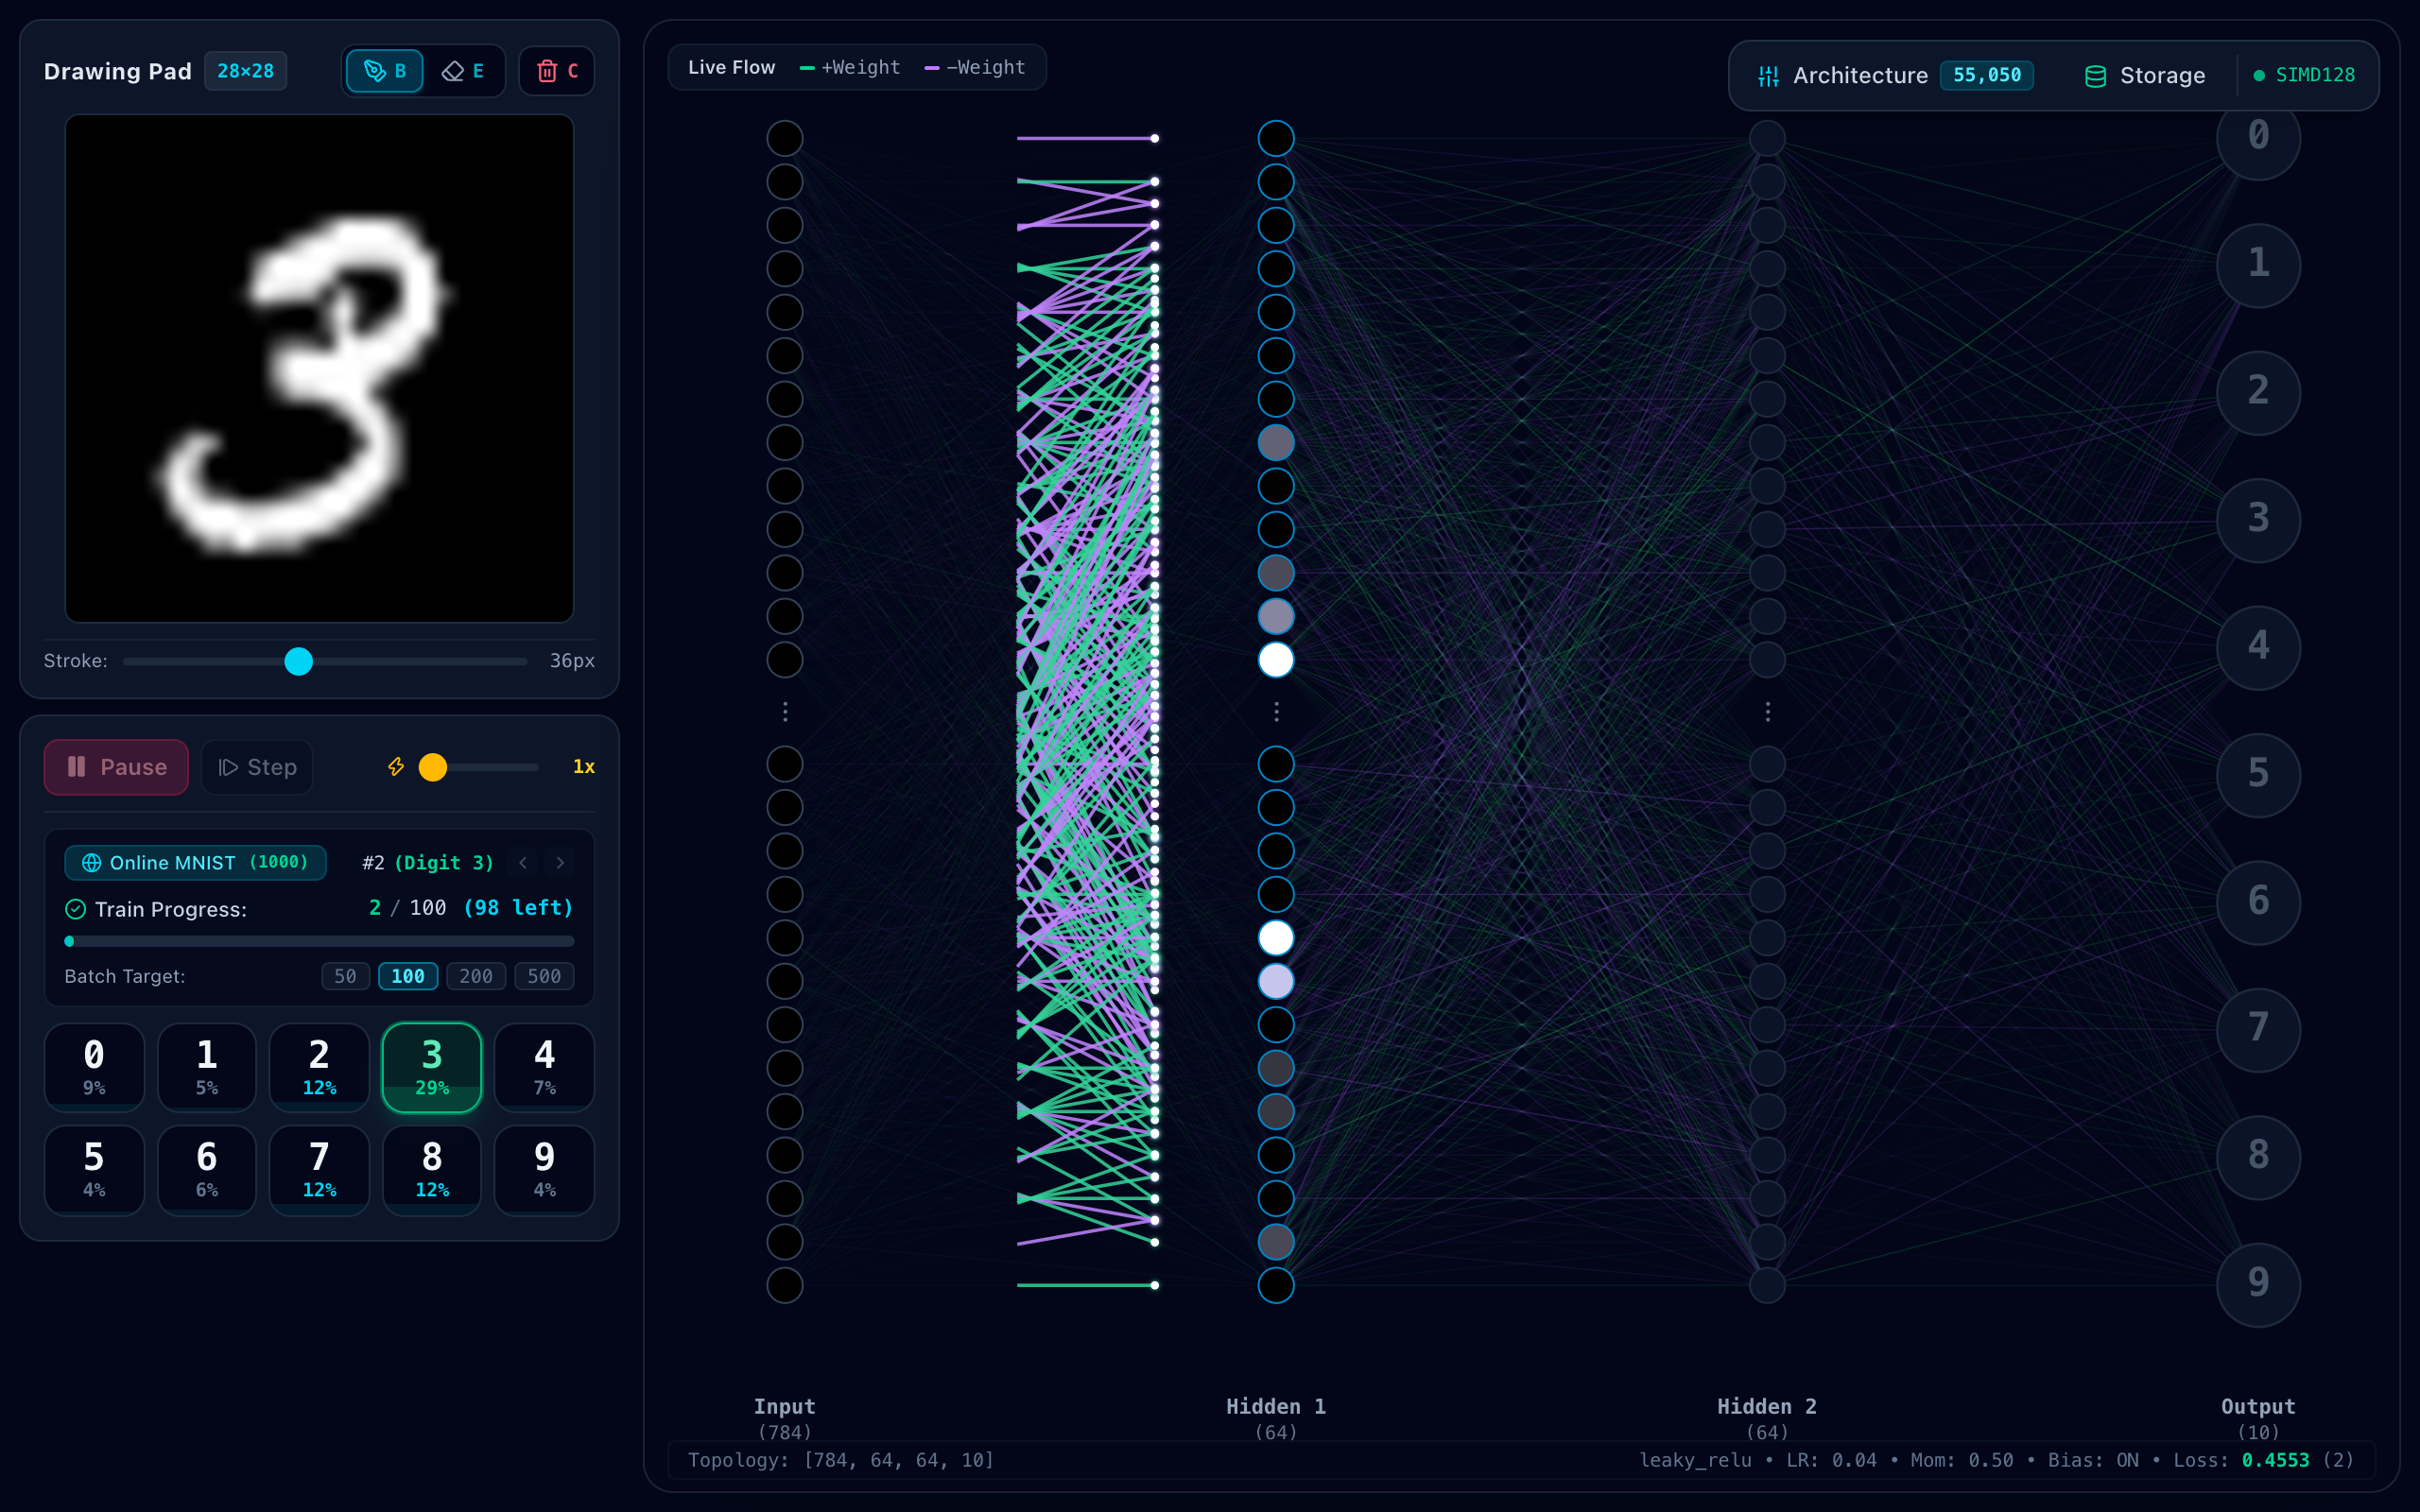 Drawing Pad 28×28 B E C
3
Stroke: 36px
Pause Step 1x
Online MNIST (1000) #2 (Digit 3)
Train Progress: 2 / 100 (98 left)
Batch Target: 50 100 200 500
0 1 2 3 4
9% 5% 12% 29% 7%
5 6 7 8 9
4% 6% 12% 12% 4%
Live Flow +Weight −Weight
Architecture 55,050 Storage SIMD128
0
1
2
3
4
5
6
7
8
9
Input Hidden 1 Hidden 2 Output
(784) (64) (64) (10)
Topology: [784, 64, 64, 10] leaky_relu • LR: 0.04 • Mom: 0.50 • Bias: ON • Loss: 0.4553 (2)